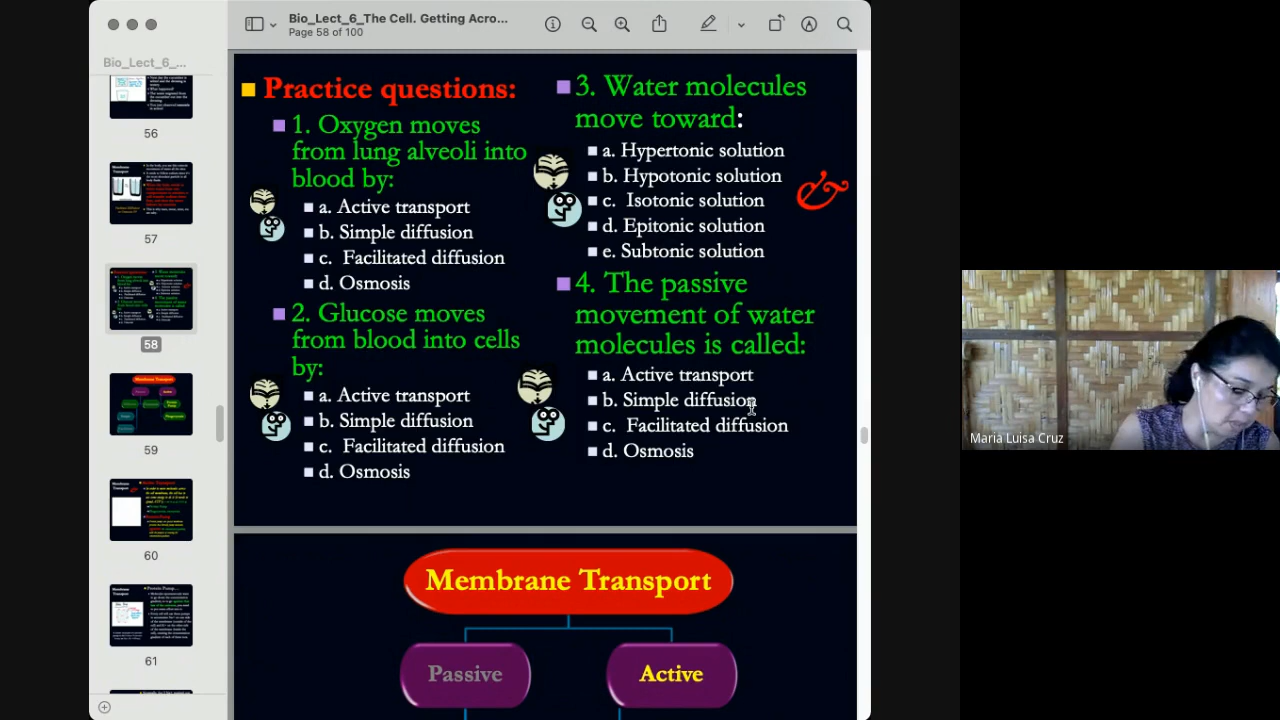 Bio_Lect_6_The Cell. Getting Acro...
Page 58 of 100
Bio_Lect_6_...
56
57
58
59
60
61
Practice questions:
1. Oxygen moves
from lung alveoli into
blood by:
a. Active transport
b. Simple diffusion
c. Facilitated diffusion
d. Osmosis
2. Glucose moves
from blood into cells
by:
a. Active transport
b. Simple diffusion
c. Facilitated diffusion
d. Osmosis
3. Water molecules
move toward:
a. Hypertonic solution
b. Hypotonic solution
c. Isotonic solution
d. Epitonic solution
e. Subtonic solution
4. The passive
movement of water
molecules is called:
a. Active transport
b. Simple diffusion
c. Facilitated diffusion
d. Osmosis
Membrane Transport
Passive
Active
Maria Luisa Cruz